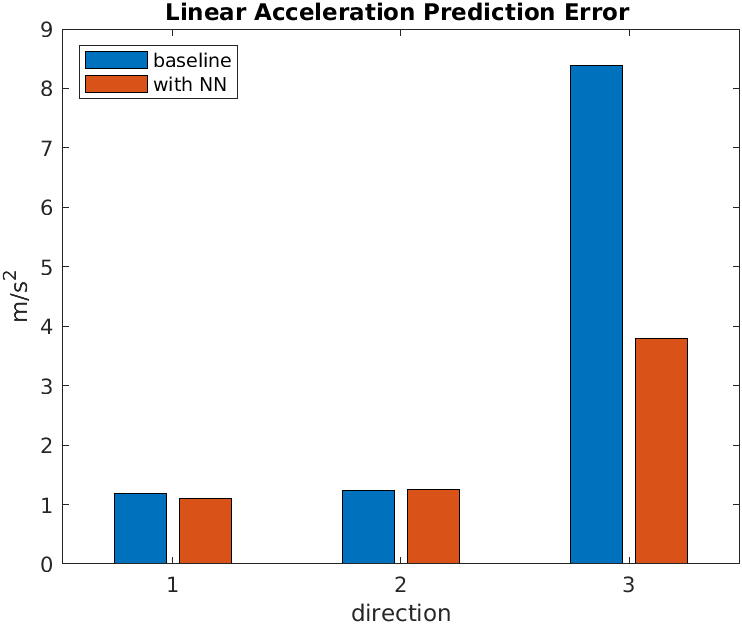 Linear Acceleration Prediction Error
9
8
7
6
5
4
3
2
1
0
m/s²
baseline
with NN
1 2 3
direction